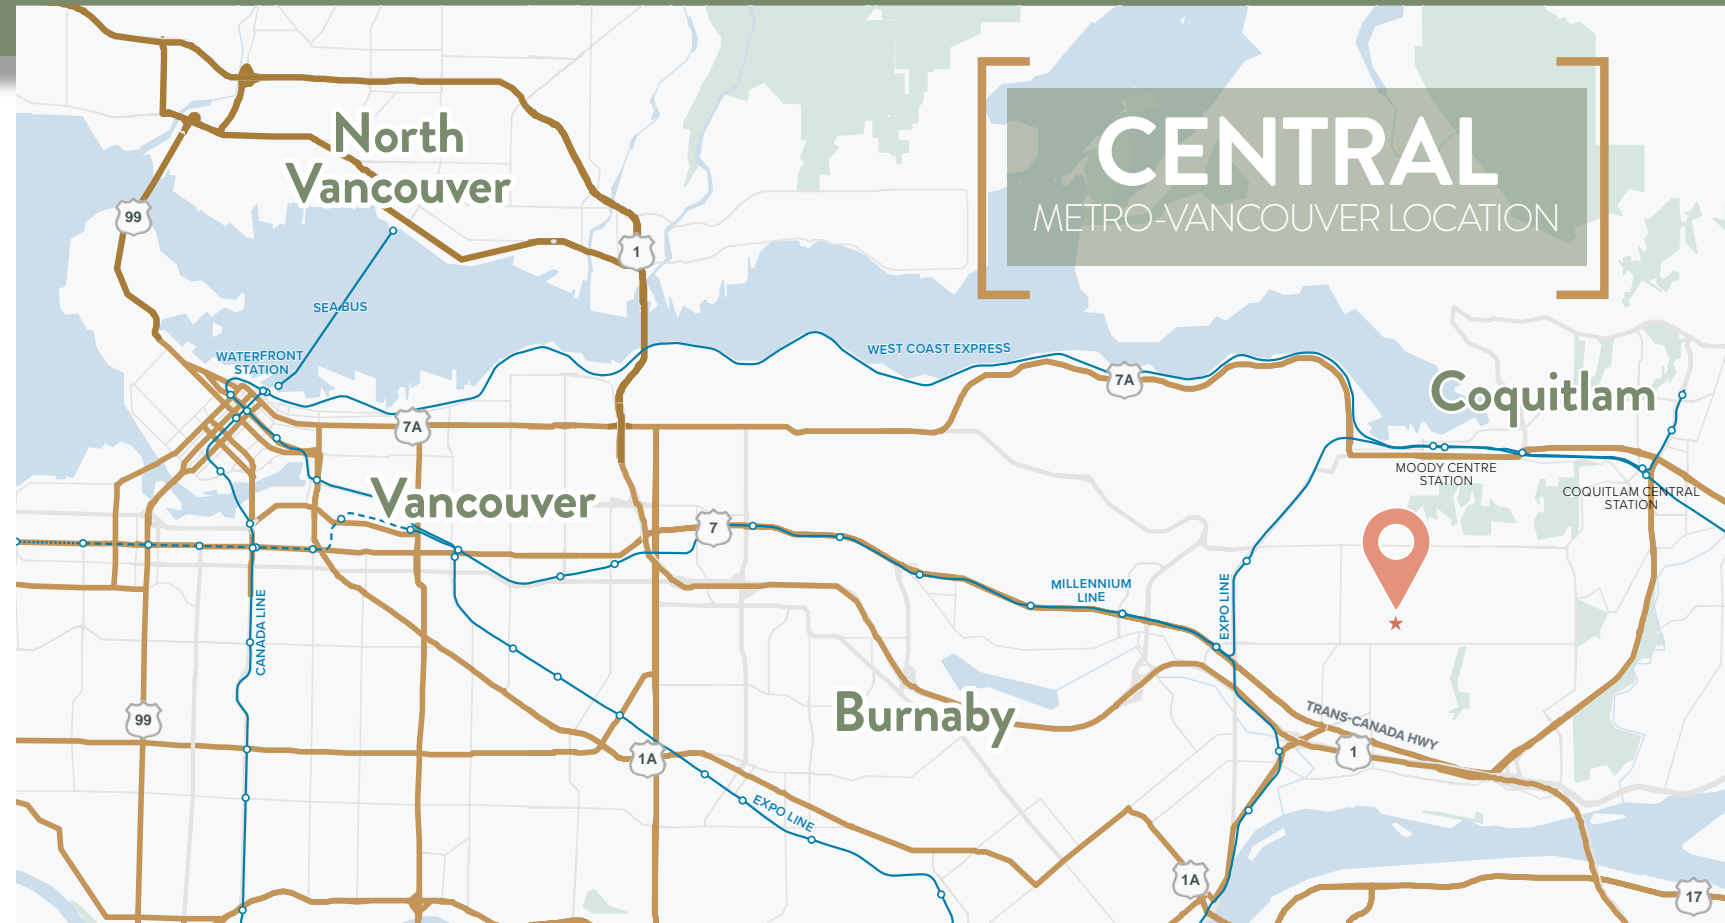 CENTRAL
METRO-VANCOUVER LOCATION
North
Vancouver
99
1
SEABUS
WATERFRONT
STATION
WEST COAST EXPRESS
7A
7A
Coquitlam
MOODY CENTRE
STATION
COQUITLAM CENTRAL
STATION
Vancouver
7
MILLENNIUM
LINE
EXPO LINE
CANADA LINE
99
Burnaby
TRANS-CANADA HWY
1
1A
EXPO LINE
1A
17